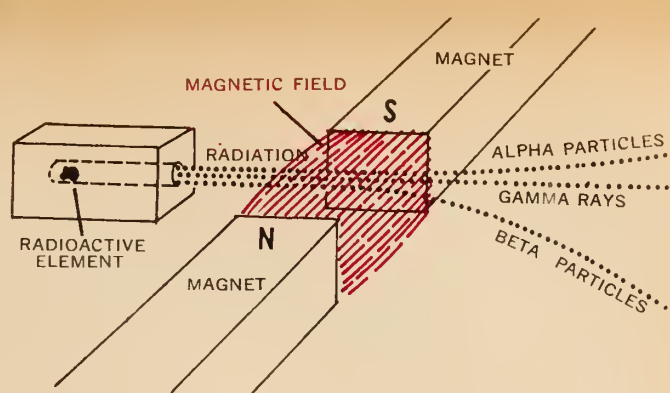 MAGNET
MAGNETIC FIELD
S
RADIATION
ALPHA PARTICLES
GAMMA RAYS
BETA PARTICLES
RADIOACTIVE
ELEMENT
N
MAGNET